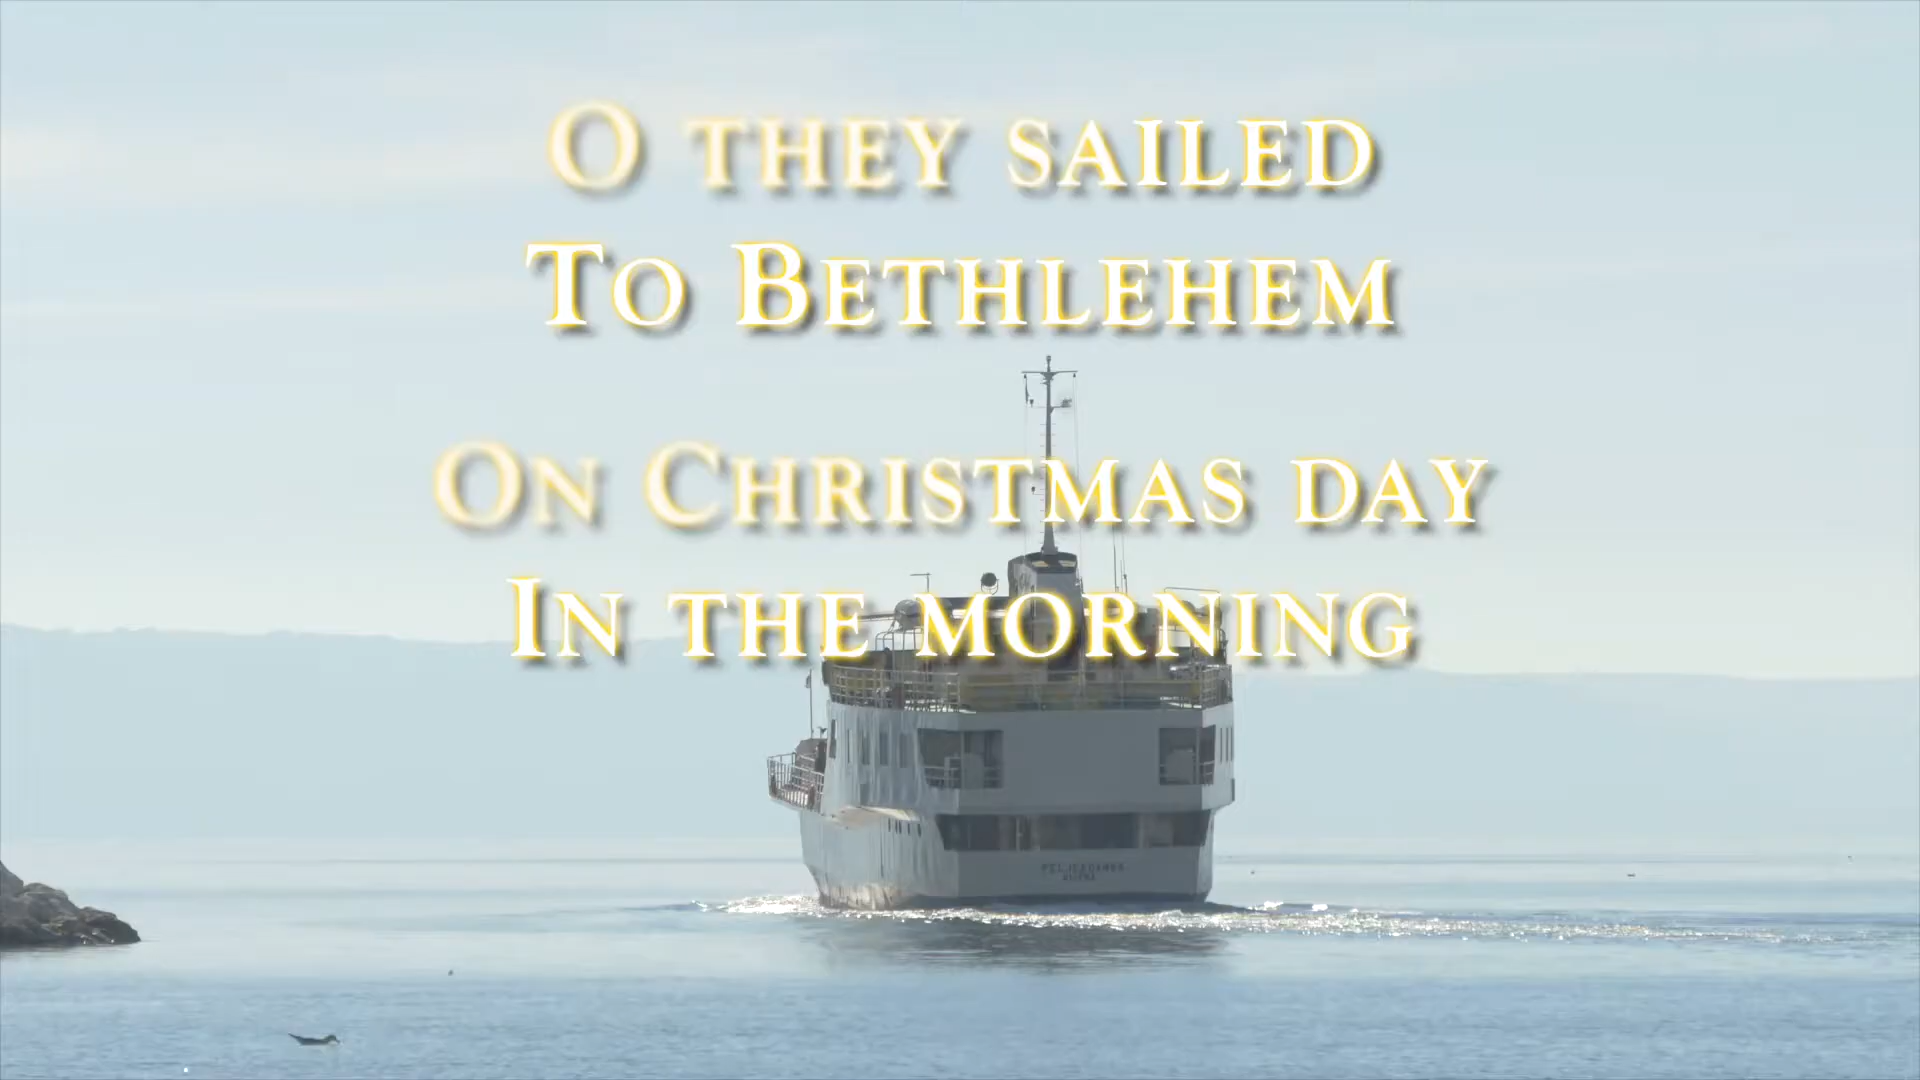 O THEY SAILED
TO BETHLEHEM
ON CHRISTMAS DAY
IN THE MORNING